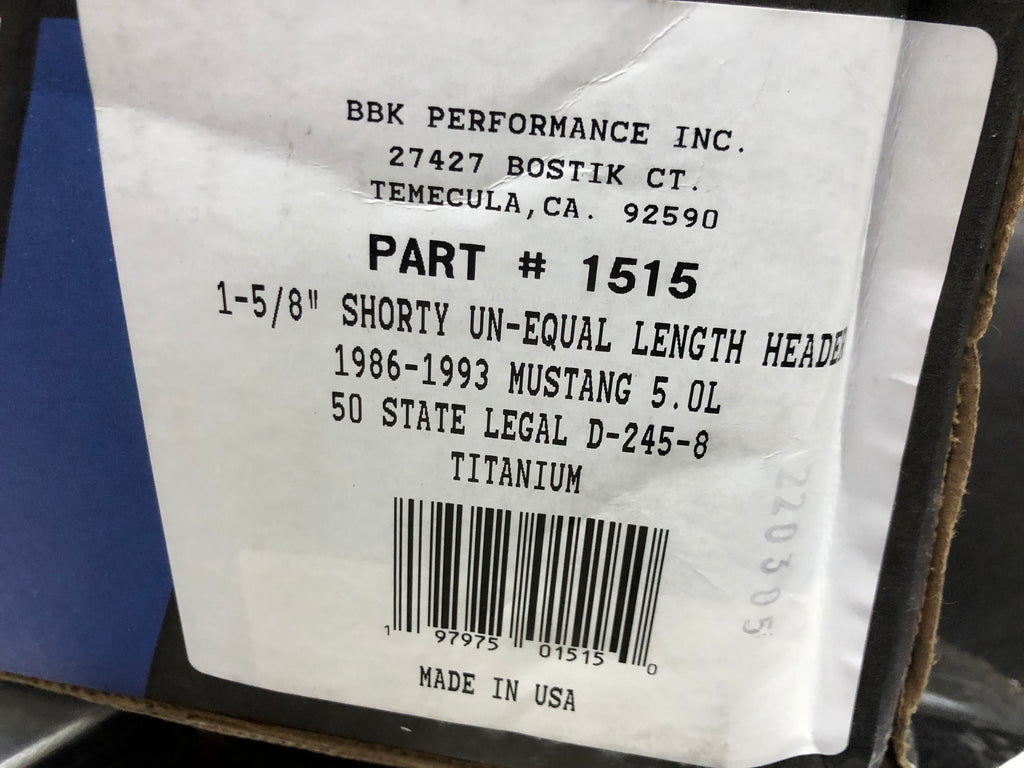 BBK PERFORMANCE INC.
27427 BOSTIK CT.
TEMECULA,CA. 92590
PART # 1515
1-5/8" SHORTY UN-EQUAL LENGTH HEADER
1986-1993 MUSTANG 5.0L
50 STATE LEGAL D-245-8
TITANIUM
1 97975 01515 0
MADE IN USA
220305